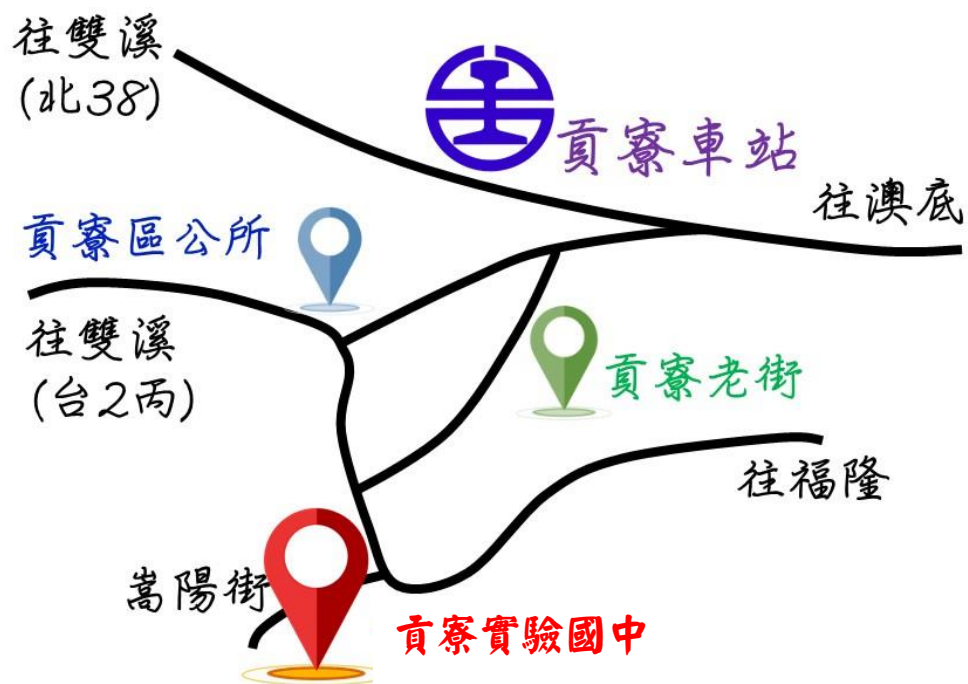 往雙溪
(北38)
貢寮車站
往澳底
貢寮區公所
往雙溪
(台2丙)
貢寮老街
往福隆
嵩陽街
貢寮實驗國中